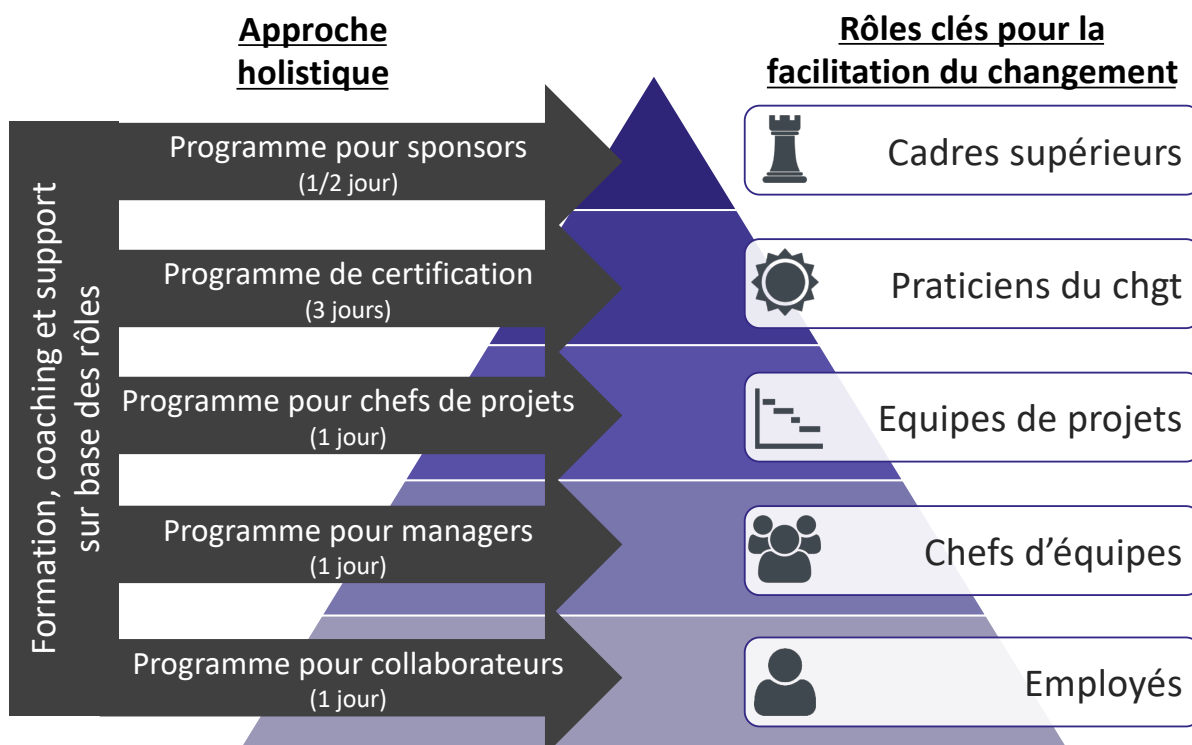 Approche
holistique
Rôles clés pour la
facilitation du changement
Formation, coaching et support
sur base des rôles
Programme pour sponsors
(1/2 jour)
Cadres supérieurs
Programme de certification
(3 jours)
Praticiens du chgt
Programme pour chefs de projets
(1 jour)
Equipes de projets
Programme pour managers
(1 jour)
Chefs d’équipes
Programme pour collaborateurs
(1 jour)
Employés